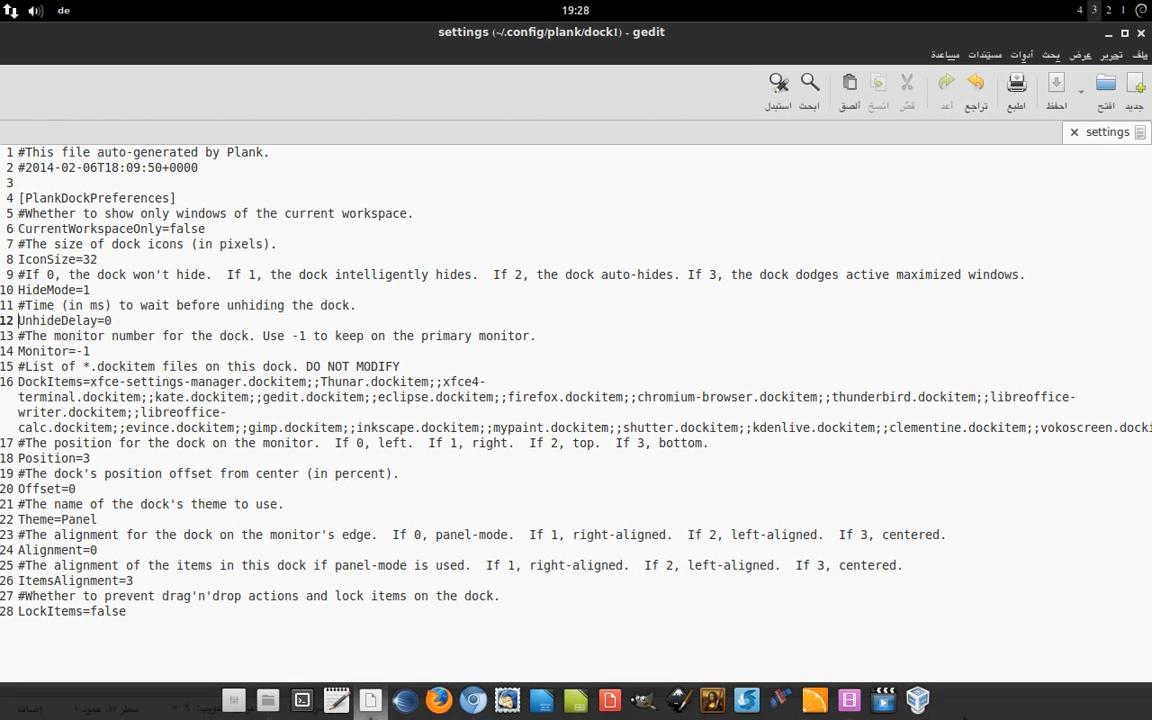 de
19:28
4 3 2 1
settings (~/.config/plank/dock1) - gedit
ملف تحرير عرض بحث أدوات مستندات مساعدة
جديد افتح احفظ اطبع تراجع أعد قصّ انسخ ألصق ابحث استبدل
settings
1 #This file auto-generated by Plank.
2 #2014-02-06T18:09:50+0000
3
4 [PlankDockPreferences]
5 #Whether to show only windows of the current workspace.
6 CurrentWorkspaceOnly=false
7 #The size of dock icons (in pixels).
8 IconSize=32
9 #If 0, the dock won't hide.  If 1, the dock intelligently hides.  If 2, the dock auto-hides. If 3, the dock dodges active maximized windows.
10 HideMode=1
11 #Time (in ms) to wait before unhiding the dock.
12 UnhideDelay=0
13 #The monitor number for the dock. Use -1 to keep on the primary monitor.
14 Monitor=-1
15 #List of *.dockitem files on this dock. DO NOT MODIFY
16 DockItems=xfce-settings-manager.dockitem;;Thunar.dockitem;;xfce4-
terminal.dockitem;;kate.dockitem;;gedit.dockitem;;eclipse.dockitem;;firefox.dockitem;;chromium-browser.dockitem;;thunderbird.dockitem;;libreoffice-
writer.dockitem;;libreoffice-
calc.dockitem;;evince.dockitem;;gimp.dockitem;;inkscape.dockitem;;mypaint.dockitem;;shutter.dockitem;;kdenlive.dockitem;;clementine.dockitem;;vokoscreen.docki
17 #The position for the dock on the monitor.  If 0, left.  If 1, right.  If 2, top.  If 3, bottom.
18 Position=3
19 #The dock's position offset from center (in percent).
20 Offset=0
21 #The name of the dock's theme to use.
22 Theme=Panel
23 #The alignment for the dock on the monitor's edge.  If 0, panel-mode.  If 1, right-aligned.  If 2, left-aligned.  If 3, centered.
24 Alignment=0
25 #The alignment of the items in this dock if panel-mode is used.  If 1, right-aligned.  If 2, left-aligned.  If 3, centered.
26 ItemsAlignment=3
27 #Whether to prevent drag'n'drop actions and lock items on the dock.
28 LockItems=false